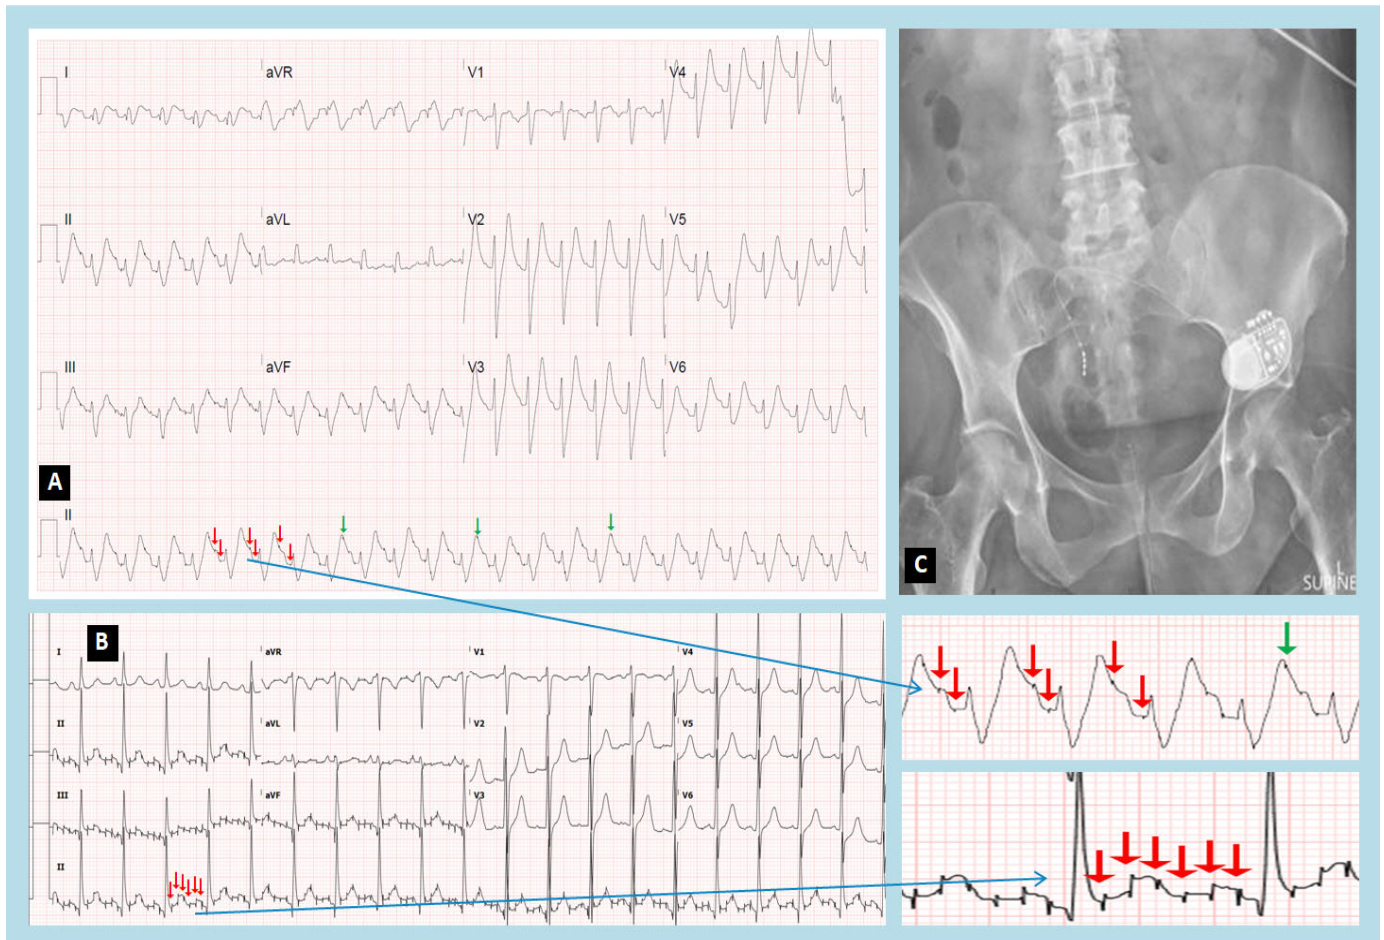 I aVR V1 V4
II aVL V2 V5
III aVF V3 V6
A
II
C
L
SUPINE
B
I aVR V1 V4
II aVL V2 V5
III aVF V3 V6
II